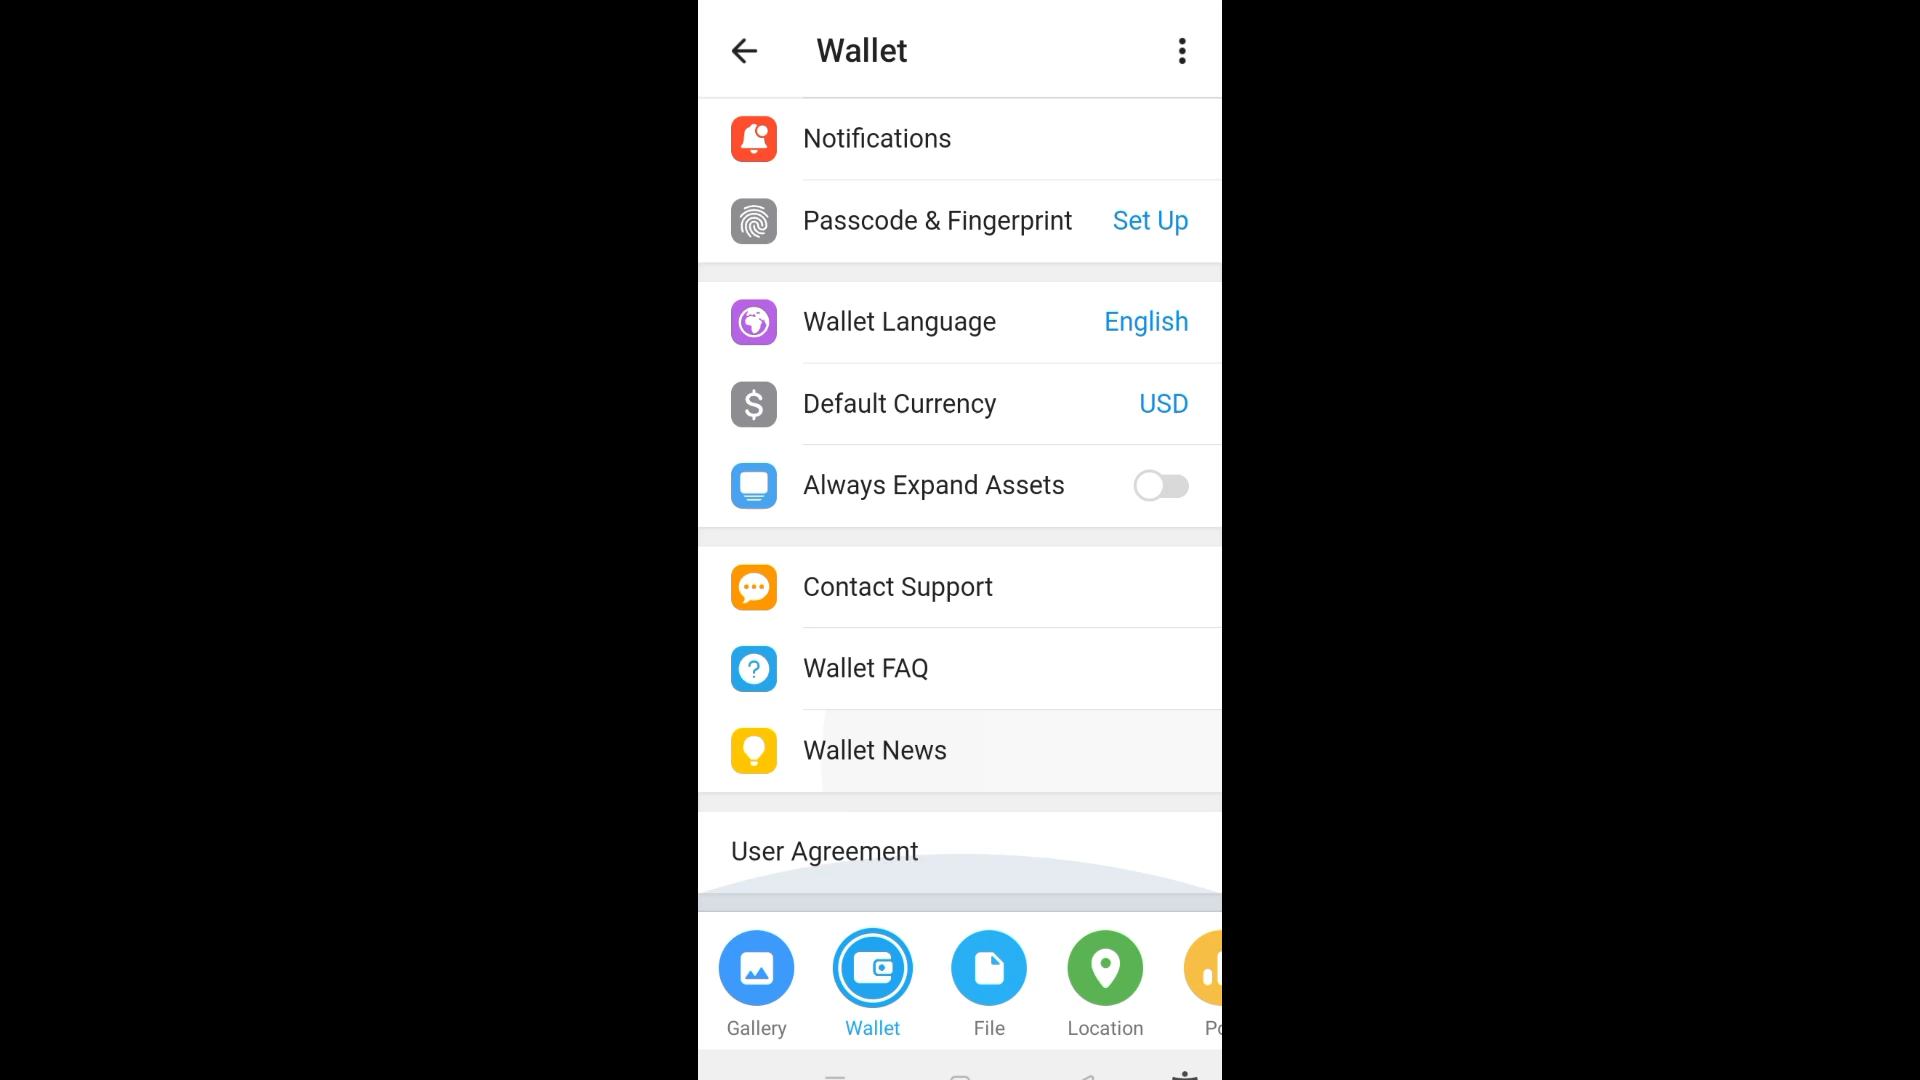 Wallet
Notifications
Passcode & Fingerprint Set Up
Wallet Language English
Default Currency USD
Always Expand Assets
Contact Support
Wallet FAQ
Wallet News
User Agreement
Gallery Wallet File Location